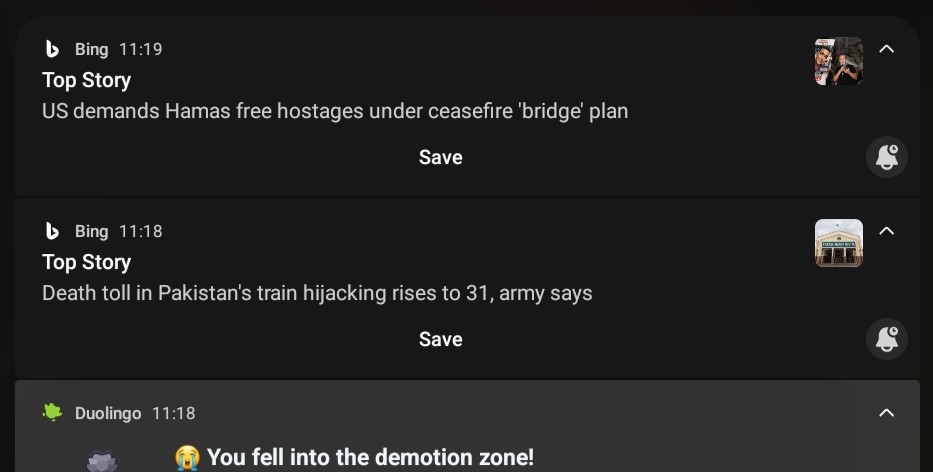 Bing 11:19
Top Story
US demands Hamas free hostages under ceasefire 'bridge' plan
Save
Bing 11:18
Top Story
Death toll in Pakistan's train hijacking rises to 31, army says
Save
Duolingo 11:18
😭 You fell into the demotion zone!